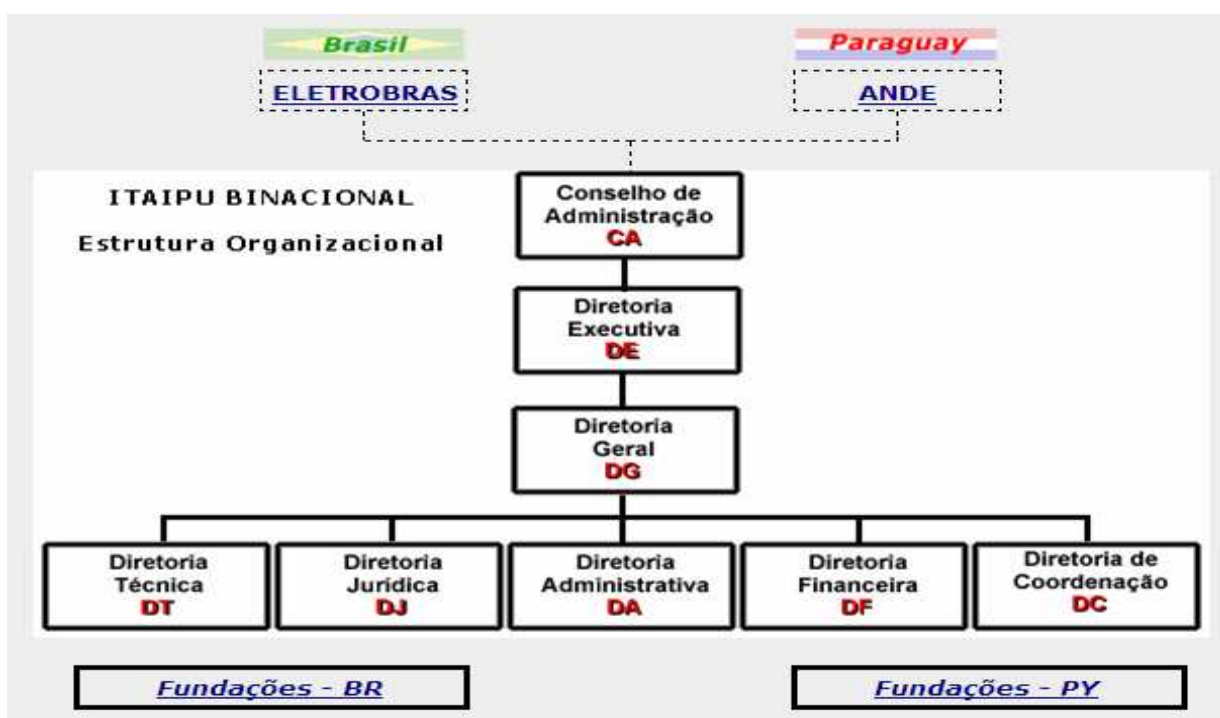 Brasil
Paraguay
ELETROBRAS
ANDE
ITAIPU BINACIONAL
Estrutura Organizacional
Conselho de
Administração
CA
Diretoria
Executiva
DE
Diretoria
Geral
DG
Diretoria
Técnica
DT
Diretoria
Jurídica
DJ
Diretoria
Administrativa
DA
Diretoria
Financeira
DF
Diretoria de
Coordenação
DC
Fundações - BR
Fundações - PY